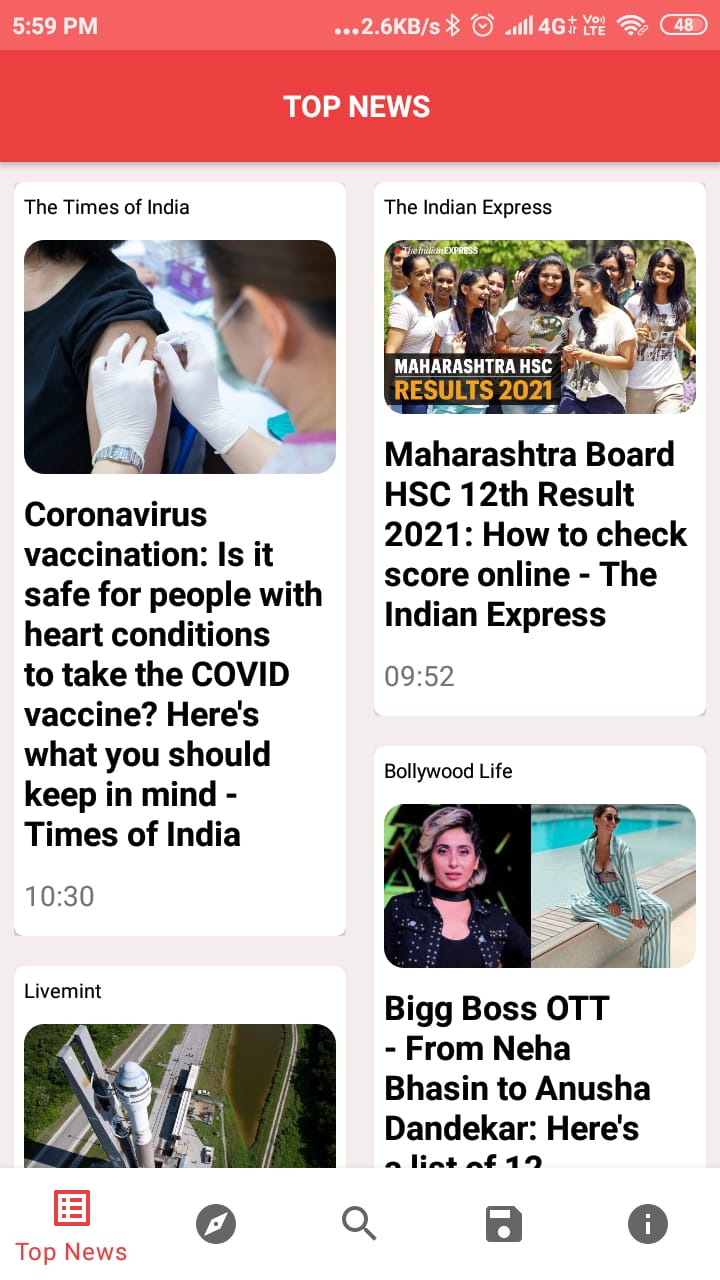 5:59 PM
...2.6KB/s
4G+
Vo))
LTE
48
TOP NEWS
The Times of India
Coronavirus
vaccination: Is it
safe for people with
heart conditions
to take the COVID
vaccine? Here's
what you should
keep in mind -
Times of India
10:30
Livemint
The Indian Express
The Indian EXPRESS
MAHARASHTRA HSC
RESULTS 2021
Maharashtra Board
HSC 12th Result
2021: How to check
score online - The
Indian Express
09:52
Bollywood Life
Bigg Boss OTT
- From Neha
Bhasin to Anusha
Dandekar: Here's
a list of 12
Top News